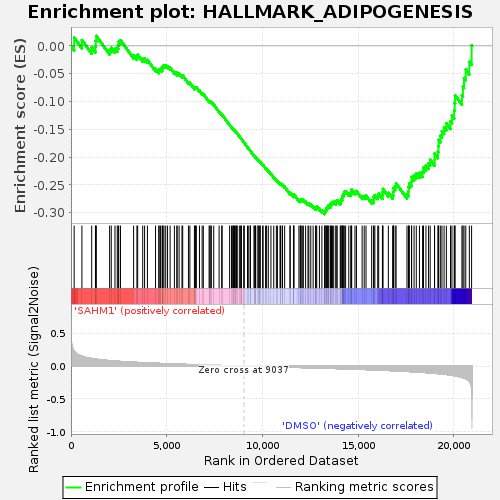 Enrichment plot: HALLMARK_ADIPOGENESIS
Enrichment score (ES)
0.00
-0.05
-0.10
-0.15
-0.20
-0.25
-0.30
Ranked list metric (Signal2Noise)
'SAHM1' (positively correlated)
0.5
Zero cross at 9037
0.0
-0.5
'DMSO' (negatively correlated)
-1.0
0 5,000 10,000 15,000 20,000
Rank in Ordered Dataset
Enrichment profile Hits Ranking metric scores